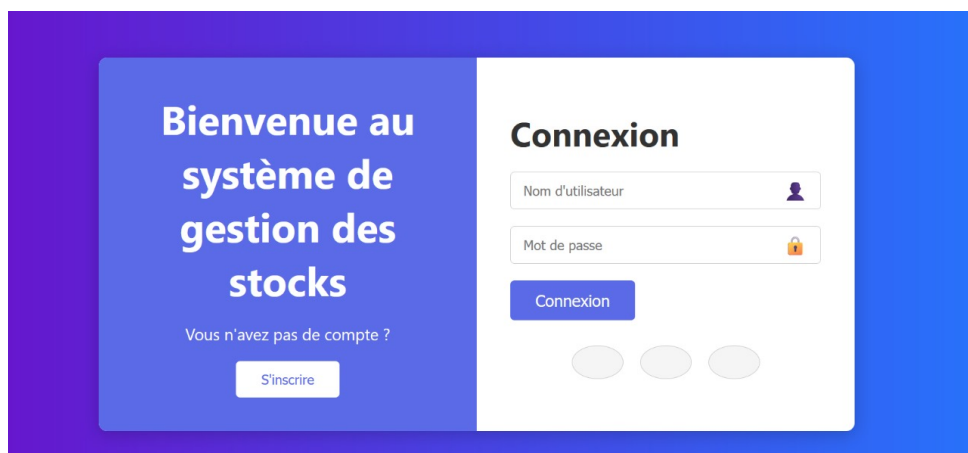 Bienvenue au
système de
gestion des
stocks
Vous n'avez pas de compte ?
S'inscrire
Connexion
Nom d'utilisateur
Mot de passe
Connexion